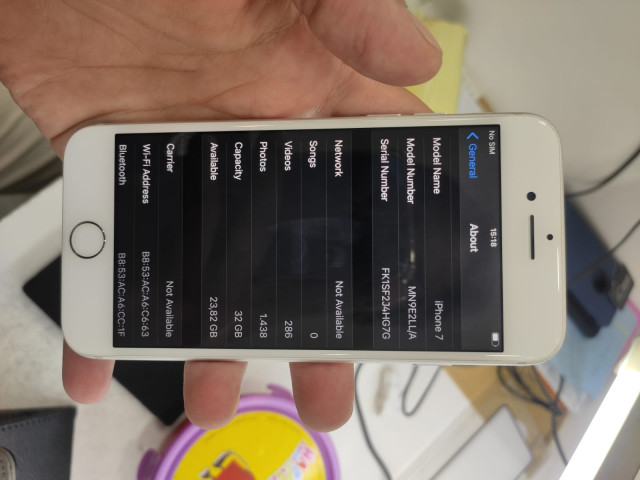 No SIM 15:18
General About
Model Name iPhone 7
Model Number MN9E2LL/A
Serial Number FK1SF234HG7G
Network Not Available
Songs 0
Videos 286
Photos 1.438
Capacity 32 GB
Available 23,82 GB
Carrier Not Available
Wi-Fi Address B8:53:AC:A6:C6:63
Bluetooth B8:53:AC:A6:CC:1F